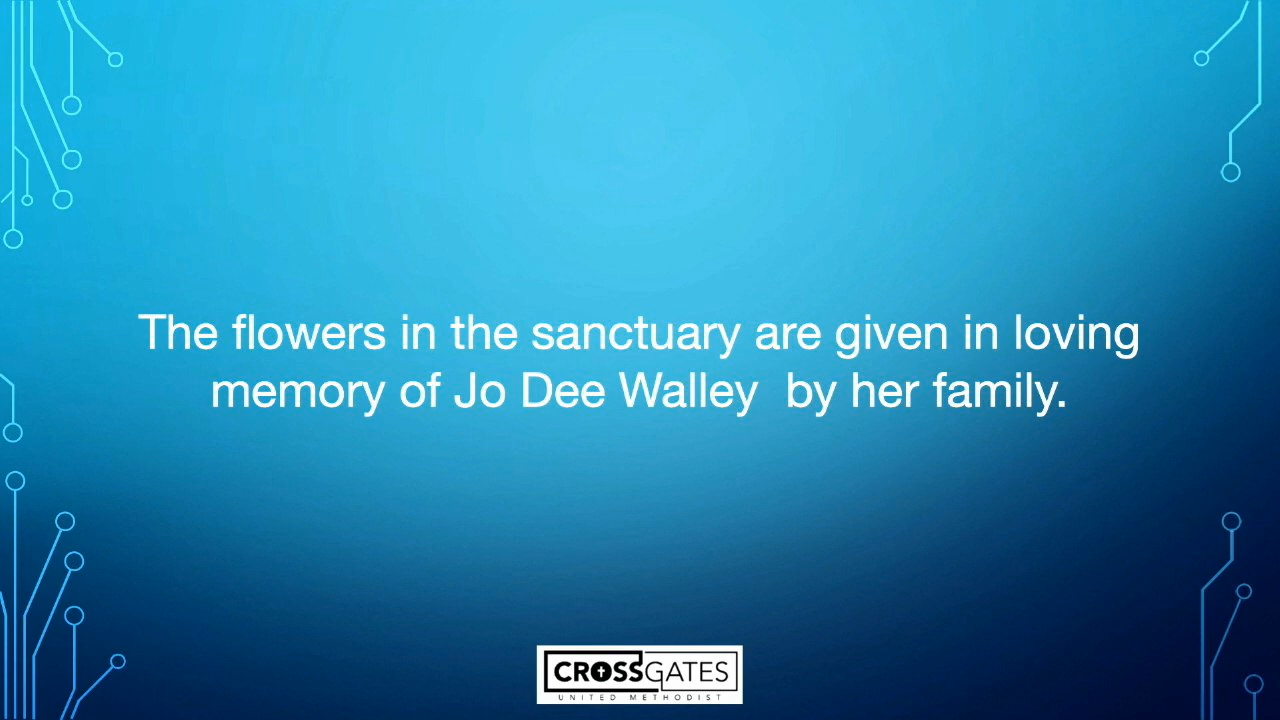 The flowers in the sanctuary are given in loving
memory of Jo Dee Walley  by her family.
CROSSGATES
UNITED METHODIST